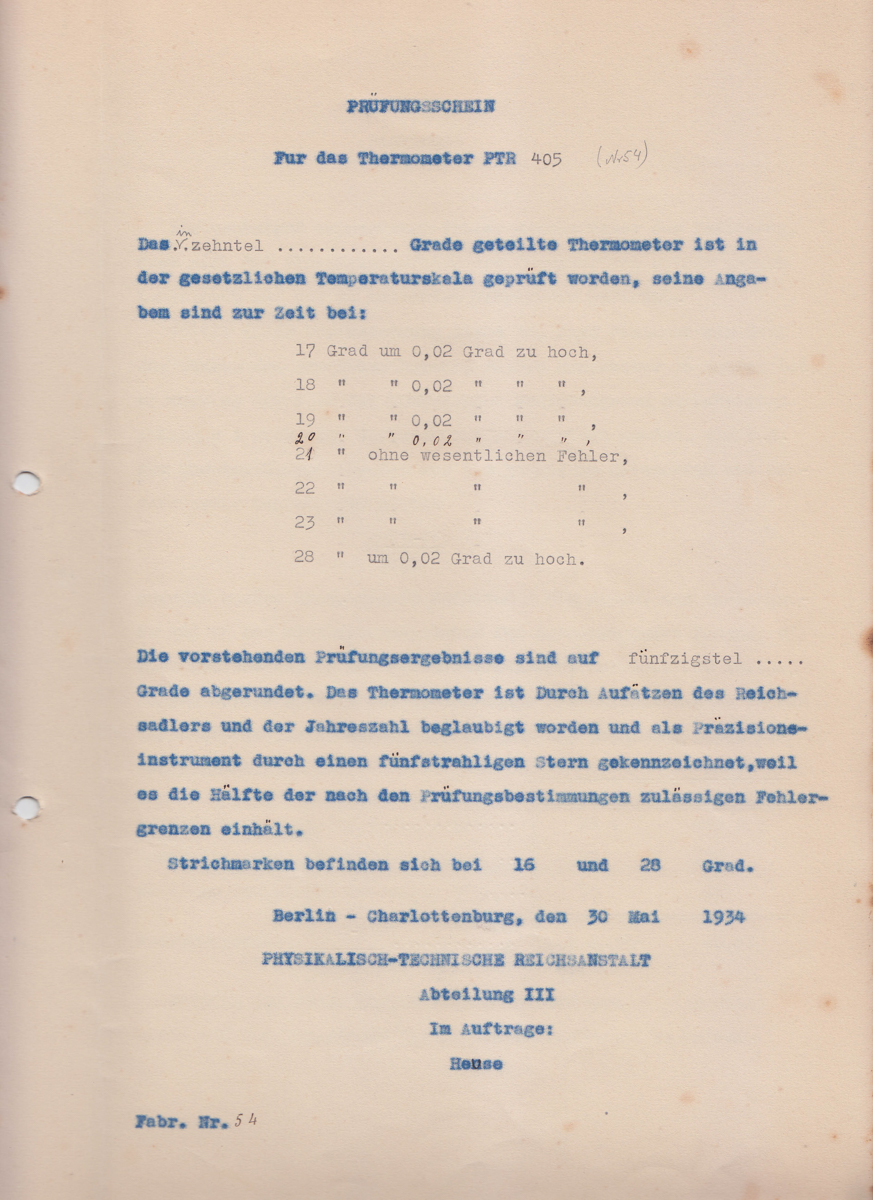 PRÜFUNGSSCHEIN
Fur das Thermometer PTR 405 (Nr 54)
in
Das V.zehntel ............ Grade geteilte Thermometer ist in
der gesetzlichen Temperaturskala geprüft worden, seine Anga-
bem sind zur Zeit bei:
17 Grad um 0,02 Grad zu hoch,
18 " " 0,02 " " " ,
19 " " 0,02 " " " ,
20 " " 0,02 " " " ,
21 " ohne wesentlichen Fehler,
22 " " " " ,
23 " " " " ,
28 " um 0,02 Grad zu hoch.
Die vorstehenden Prüfungsergebnisse sind auf fünfzigstel .....
Grade abgerundet. Das Thermometer ist Durch Aufätzen des Reich-
sadlers und der Jahreszahl beglaubigt worden und als Präzisions-
instrument durch einen fünfstrahligen Stern gekennzeichnet,weil
es die Hälfte der nach den Prüfungsbestimmungen zulässigen Fehler-
grenzen einhält.
Strichmarken befinden sich bei 16 und 28 Grad.
Berlin - Charlottenburg, den 30 Mai 1934
PHYSIKALISCH-TECHNISCHE REICHSANSTALT
Abteilung III
Im Auftrage:
Heuse
Fabr. Nr. 54